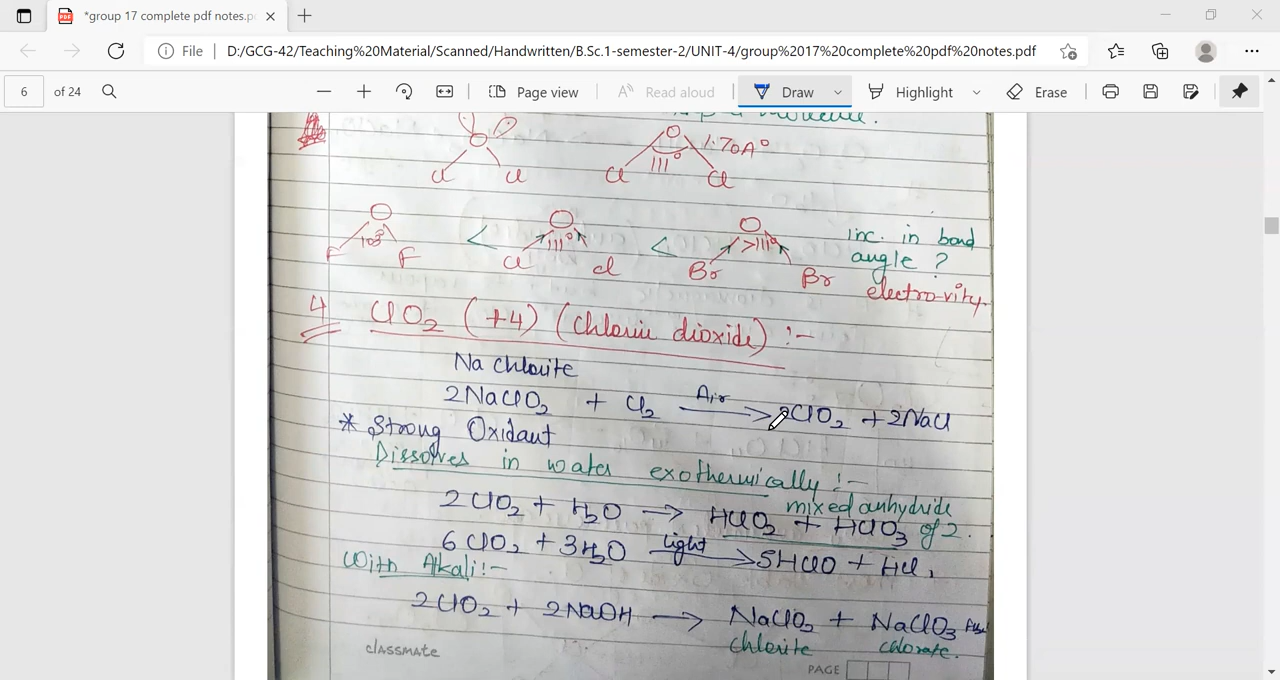 *group 17 complete pdf notes.p
File D:/GCG-42/Teaching%20Material/Scanned/Handwritten/B.Sc.1-semester-2/UNIT-4/group%2017%20complete%20pdf%20notes.pdf
6 of 24 Page view Read aloud Draw Highlight Erase
molecule.
O O 1.70A°
Cl Cl Cl 111° Cl
O O O inc. in bond
F 103° F < Cl 111° Cl < Br >111° Br angle ?
electro-vity.
4 ClO2 (+4) (Chlorine dioxide) :-
Na chlorite
2NaClO2 + Cl2 Air → 2ClO2 + 2NaCl
* Strong Oxidant
Dissolves in water exothermically :-
mixed anhydride
2ClO2 + H2O → HClO2 + HClO3 of 2.
6ClO2 + 3H2O light → 5HClO3 + HCl,
With Alkali :-
2ClO2 + 2NaOH → NaClO2 + NaClO3
chlorite chlorate.
classmate
PAGE